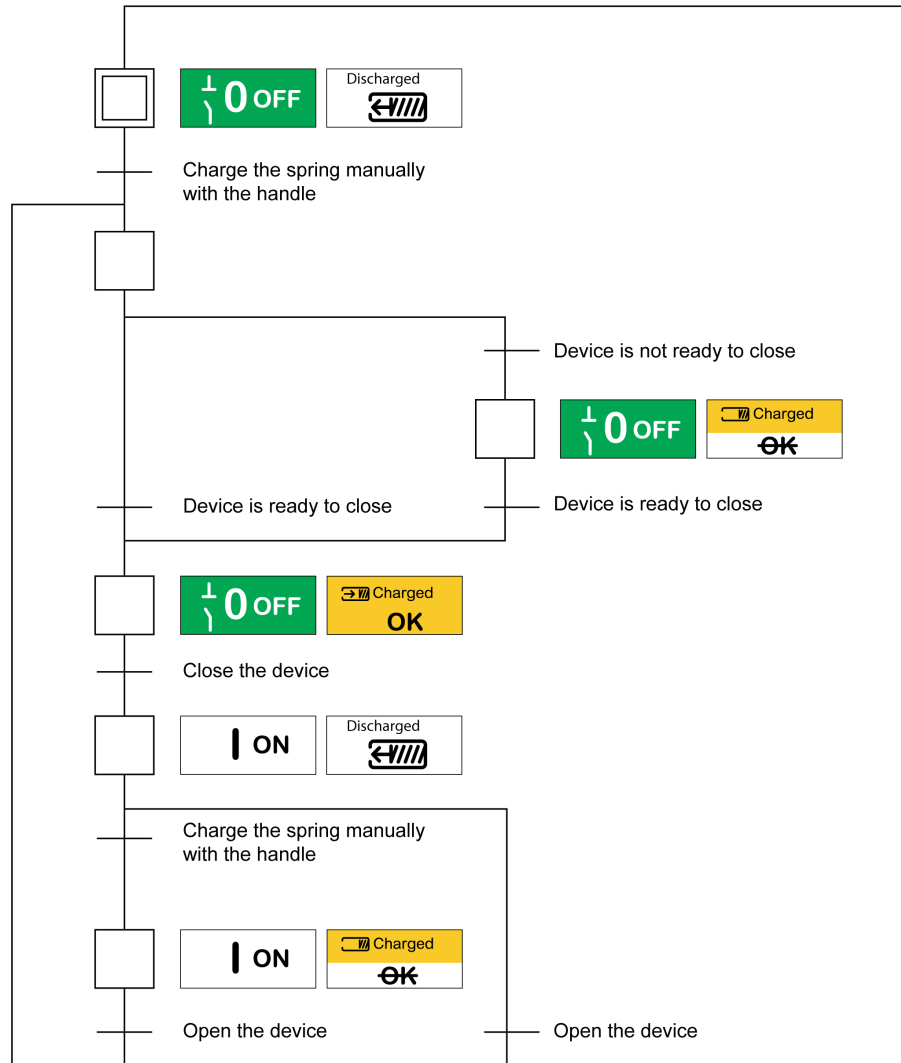 0 OFF
Discharged
Charge the spring manually
with the handle
Device is not ready to close
0 OFF
Charged
OK
Device is ready to close
Device is ready to close
0 OFF
Charged
OK
Close the device
I ON
Discharged
Charge the spring manually
with the handle
I ON
Charged
OK
Open the device
Open the device